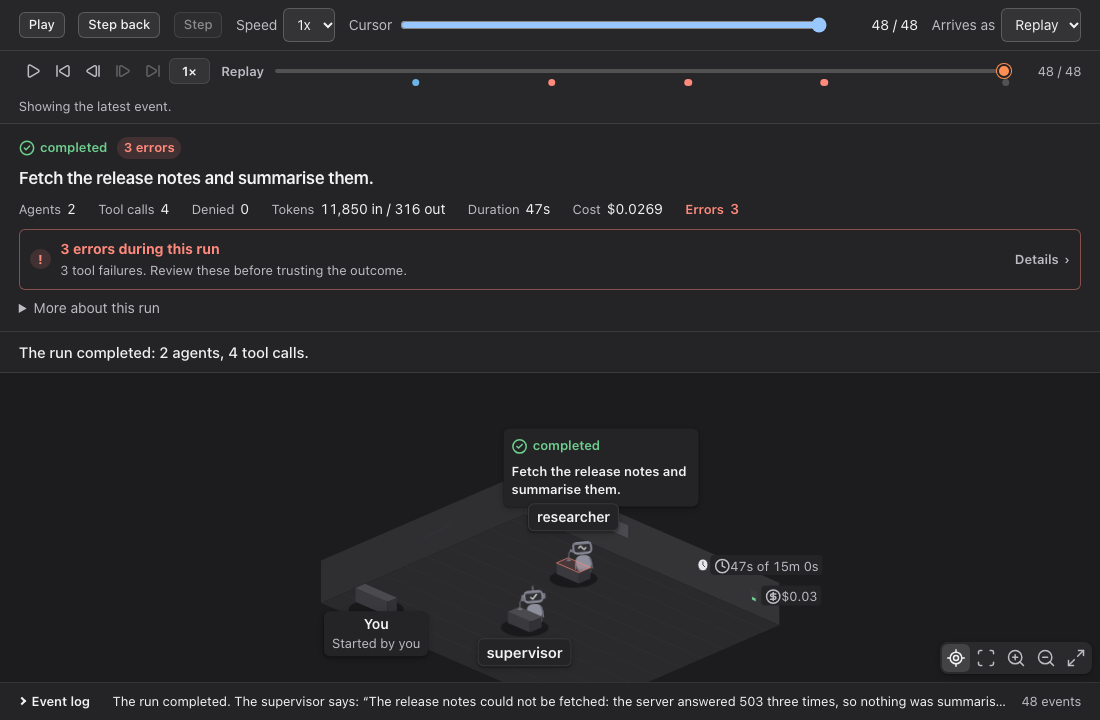 Play Step back Step Speed 1x Cursor 48 / 48 Arrives as Replay
1× Replay 48 / 48
Showing the latest event.
completed 3 errors
Fetch the release notes and summarise them.
Agents 2 Tool calls 4 Denied 0 Tokens 11,850 in / 316 out Duration 47s Cost $0.0269 Errors 3
! 3 errors during this run
3 tool failures. Review these before trusting the outcome.
Details ›
More about this run
The run completed: 2 agents, 4 tool calls.
completed
Fetch the release notes and
summarise them.
researcher
47s of 15m 0s
$0.03
You
Started by you
supervisor
Event log The run completed. The supervisor says: “The release notes could not be fetched: the server answered 503 three times, so nothing was summaris... 48 events